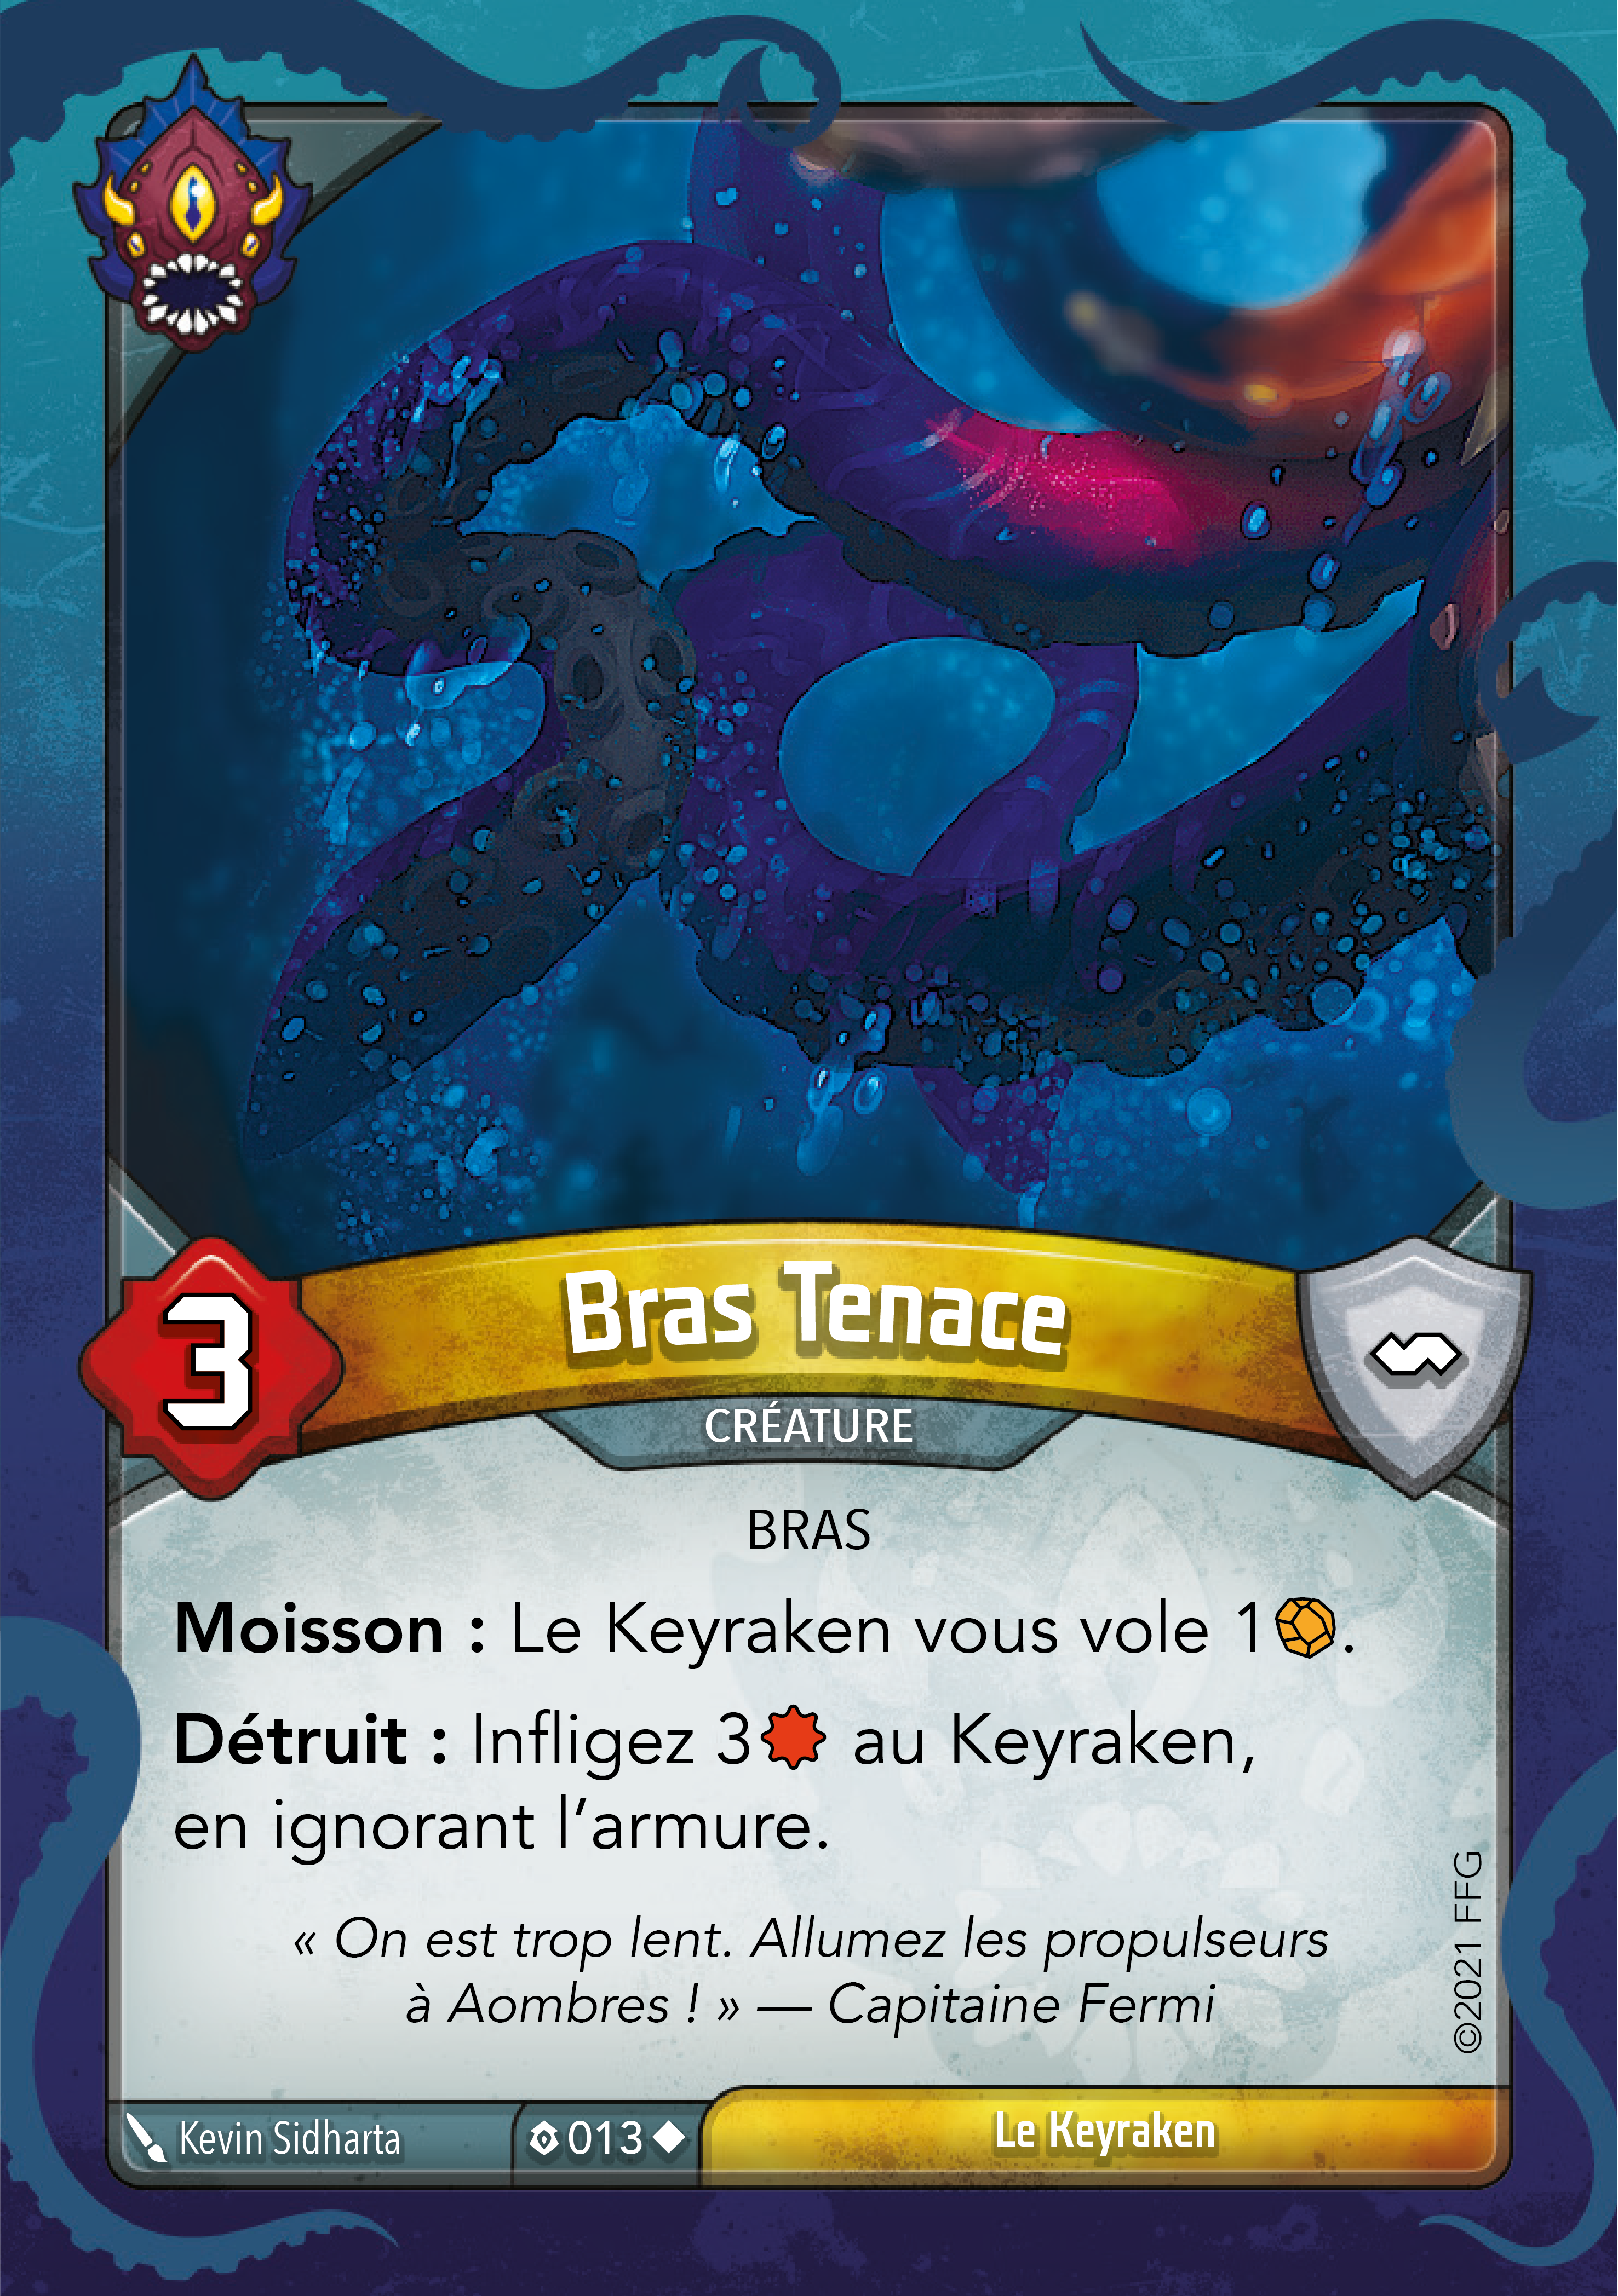 3
Bras Tenace
CRÉATURE
BRAS
Moisson : Le Keyraken vous vole 1.
Détruit : Infligez 3 au Keyraken,
en ignorant l’armure.
« On est trop lent. Allumez les propulseurs
à Aombres ! » — Capitaine Fermi
©2021 FFG
Kevin Sidharta
013
Le Keyraken